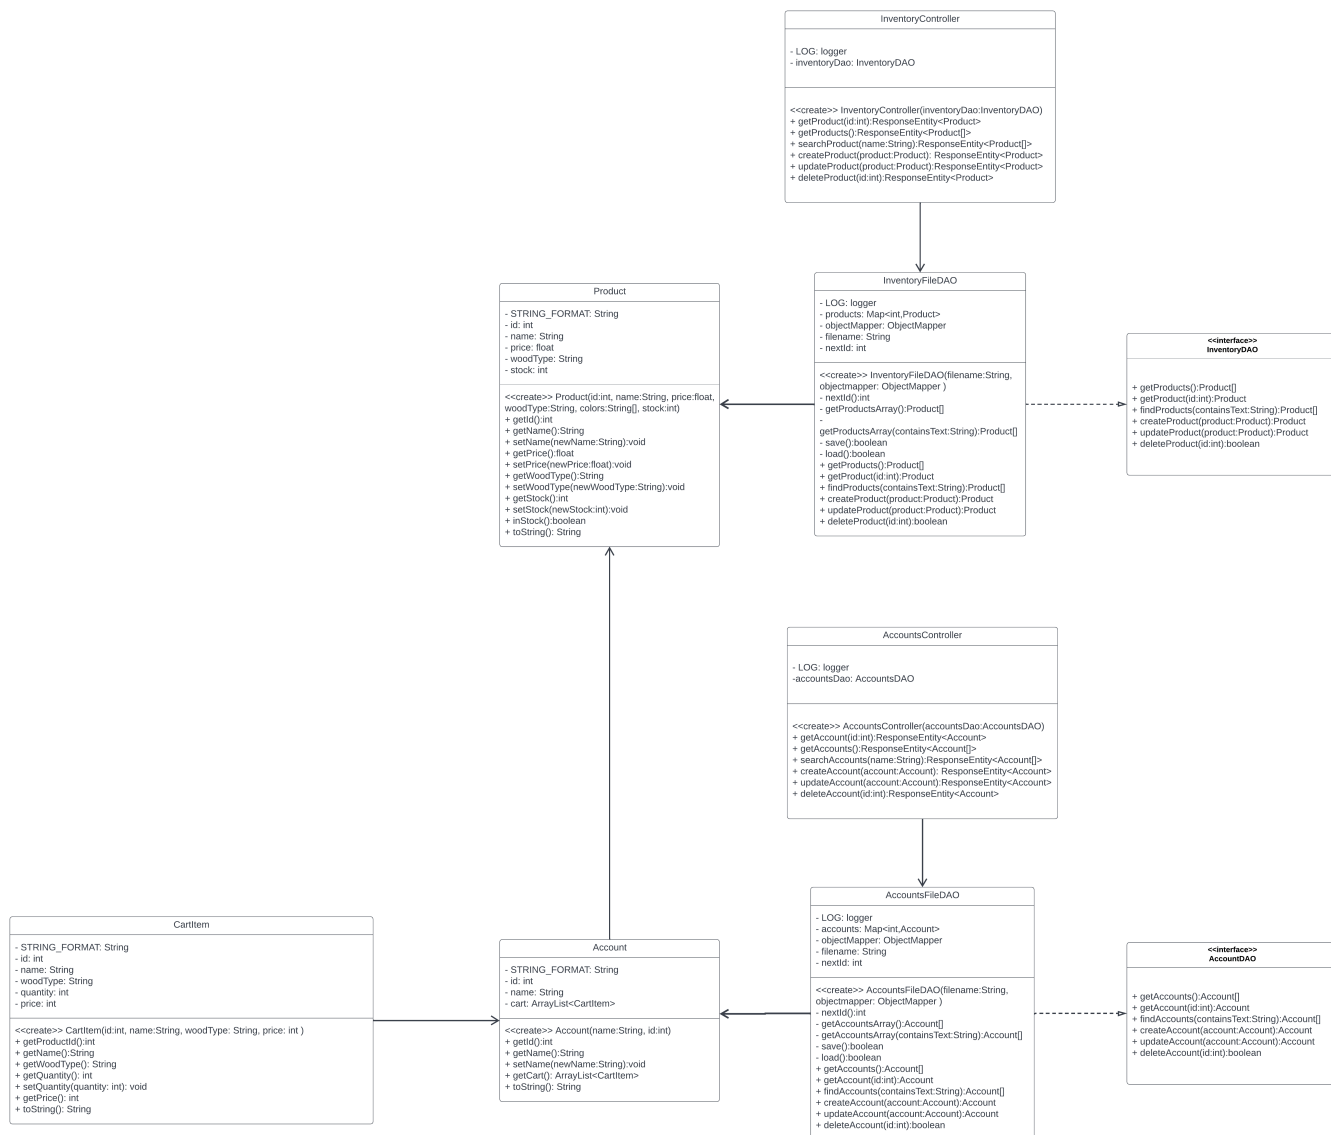 InventoryController
- LOG: logger
- inventoryDao: InventoryDAO
<<create>> InventoryController(inventoryDao:InventoryDAO)
+ getProduct(id:int):ResponseEntity<Product>
+ getProducts():ResponseEntity<Product[]>
+ searchProduct(name:String):ResponseEntity<Product[]>
+ createProduct(product:Product): ResponseEntity<Product>
+ updateProduct(product:Product):ResponseEntity<Product>
+ deleteProduct(id:int):ResponseEntity<Product>
Product
- STRING_FORMAT: String
- id: int
- name: String
- price: float
- woodType: String
- stock: int
<<create>> Product(id:int, name:String, price:float,
woodType:String, colors:String[], stock:int)
+ getId():int
+ getName():String
+ setName(newName:String):void
+ getPrice():float
+ setPrice(newPrice:float):void
+ getWoodType():String
+ setWoodType(newWoodType:String):void
+ getStock():int
+ setStock(newStock:int):void
+ inStock():boolean
+ toString(): String
InventoryFileDAO
- LOG: logger
- products: Map<int,Product>
- objectMapper: ObjectMapper
- filename: String
- nextId: int
<<create>> InventoryFileDAO(filename:String,
objectmapper: ObjectMapper )
- nextId():int
- getProductsArray():Product[]
-
getProductsArray(containsText:String):Product[]
- save():boolean
- load():boolean
+ getProducts():Product[]
+ getProduct(id:int):Product
+ findProducts(containsText:String):Product[]
+ createProduct(product:Product):Product
+ updateProduct(product:Product):Product
+ deleteProduct(id:int):boolean
<<interface>>
InventoryDAO
+ getProducts():Product[]
+ getProduct(id:int):Product
+ findProducts(containsText:String):Product[]
+ createProduct(product:Product):Product
+ updateProduct(product:Product):Product
+ deleteProduct(id:int):boolean
AccountsController
- LOG: logger
-accountsDao: AccountsDAO
<<create>> AccountsController(accountsDao:AccountsDAO)
+ getAccount(id:int):ResponseEntity<Account>
+ getAccounts():ResponseEntity<Account[]>
+ searchAccounts(name:String):ResponseEntity<Account[]>
+ createAccount(account:Account): ResponseEntity<Account>
+ updateAccount(account:Account):ResponseEntity<Account>
+ deleteAccount(id:int):ResponseEntity<Account>
CartItem
- STRING_FORMAT: String
- id: int
- name: String
- woodType: String
- quantity: int
- price: int
<<create>> CartItem(id:int, name:String, woodType: String, price: int )
+ getProductId():int
+ getName():String
+ getWoodType(): String
+ getQuantity(): int
+ setQuantity(quantity: int): void
+ getPrice(): int
+ toString(): String
Account
- STRING_FORMAT: String
- id: int
- name: String
- cart: ArrayList<CartItem>
<<create>> Account(name:String, id:int)
+ getId():int
+ getName():String
+ setName(newName:String):void
+ getCart(): ArrayList<CartItem>
+ toString(): String
AccountsFileDAO
- LOG: logger
- accounts: Map<int,Account>
- objectMapper: ObjectMapper
- filename: String
- nextId: int
<<create>> AccountsFileDAO(filename:String,
objectmapper: ObjectMapper )
- nextId():int
- getAccountsArray():Account[]
- getAccountsArray(containsText:String):Account[]
- save():boolean
- load():boolean
+ getAccounts():Account[]
+ getAccount(id:int):Account
+ findAccounts(containsText:String):Account[]
+ createAccount(account:Account):Account
+ updateAccount(account:Account):Account
+ deleteAccount(id:int):boolean
<<interface>>
AccountDAO
+ getAccounts():Account[]
+ getAccount(id:int):Account
+ findAccounts(containsText:String):Account[]
+ createAccount(account:Account):Account
+ updateAccount(account:Account):Account
+ deleteAccount(id:int):boolean